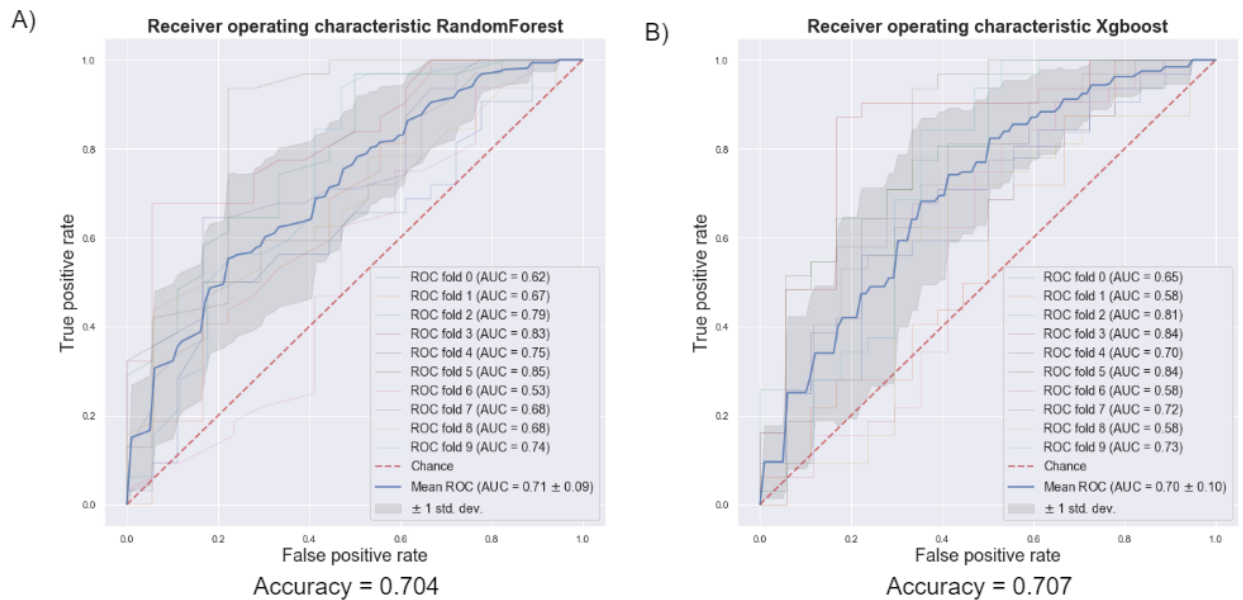 A)
Receiver operating characteristic RandomForest
True positive rate
1.0
0.8
0.6
0.4
0.2
0.0
ROC fold 0 (AUC = 0.62)
ROC fold 1 (AUC = 0.67)
ROC fold 2 (AUC = 0.79)
ROC fold 3 (AUC = 0.83)
ROC fold 4 (AUC = 0.75)
ROC fold 5 (AUC = 0.85)
ROC fold 6 (AUC = 0.53)
ROC fold 7 (AUC = 0.68)
ROC fold 8 (AUC = 0.68)
ROC fold 9 (AUC = 0.74)
Chance
Mean ROC (AUC = 0.71 ± 0.09)
± 1 std. dev.
0.0 0.2 0.4 0.6 0.8 1.0
False positive rate
Accuracy = 0.704
B)
Receiver operating characteristic Xgboost
True positive rate
1.0
0.8
0.6
0.4
0.2
0.0
ROC fold 0 (AUC = 0.65)
ROC fold 1 (AUC = 0.58)
ROC fold 2 (AUC = 0.81)
ROC fold 3 (AUC = 0.84)
ROC fold 4 (AUC = 0.70)
ROC fold 5 (AUC = 0.84)
ROC fold 6 (AUC = 0.58)
ROC fold 7 (AUC = 0.72)
ROC fold 8 (AUC = 0.58)
ROC fold 9 (AUC = 0.73)
Chance
Mean ROC (AUC = 0.70 ± 0.10)
± 1 std. dev.
0.0 0.2 0.4 0.6 0.8 1.0
False positive rate
Accuracy = 0.707